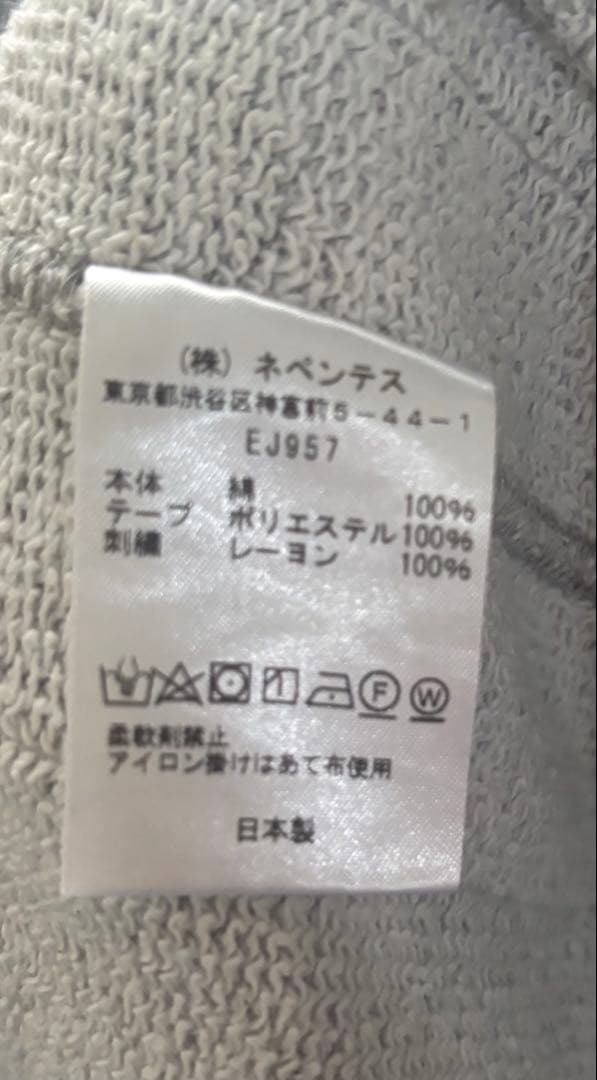 （株）ネペンテス
東京都渋谷区神宮前5-44-1
EJ957
本体 綿 100%
テープ ポリエステル 100%
刺繍 レーヨン 100%
F W
柔軟剤禁止
アイロン掛けはあて布使用
日本製